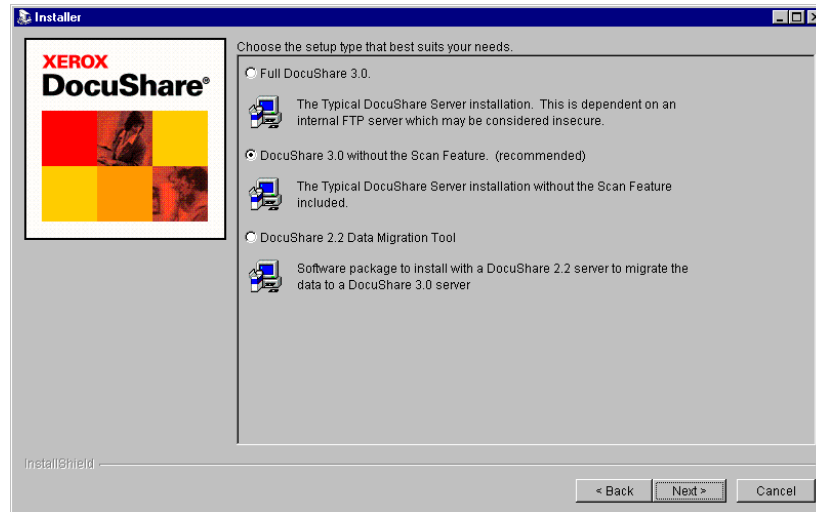 Installer
XEROX
DocuShare®
Choose the setup type that best suits your needs.
Full DocuShare 3.0.
The Typical DocuShare Server installation. This is dependent on an
internal FTP server which may be considered insecure.
DocuShare 3.0 without the Scan Feature. (recommended)
The Typical DocuShare Server installation without the Scan Feature
included.
DocuShare 2.2 Data Migration Tool
Software package to install with a DocuShare 2.2 server to migrate the
data to a DocuShare 3.0 server
InstallShield
< Back Next > Cancel